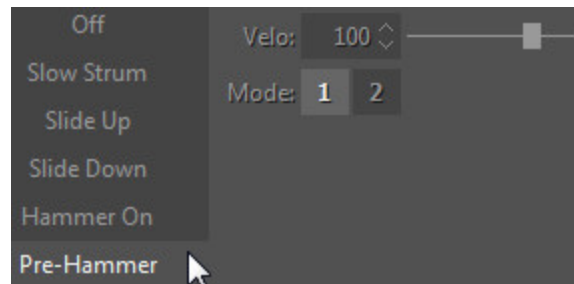 Off
Slow Strum
Slide Up
Slide Down
Hammer On
Pre-Hammer
Velo: 100
Mode: 1 2